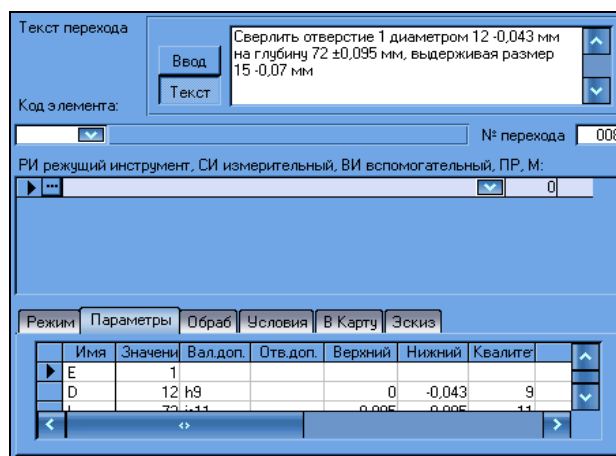 Текст перехода
Ввод
Текст
Сверлить отверстие 1 диаметром 12 -0,043 мм
на глубину 72 ±0,095 мм, выдерживая размер
15 -0,07 мм
Код элемента:
№ перехода 008
РИ режущий инструмент, СИ измерительный, ВИ вспомогательный, ПР, М:
0
Режим Параметры Обраб Условия В Карту Эскиз
Имя Значени Вал.доп. Отв.доп. Верхний Нижний Квалитет
E 1
D 12 h9 0 -0,043 9